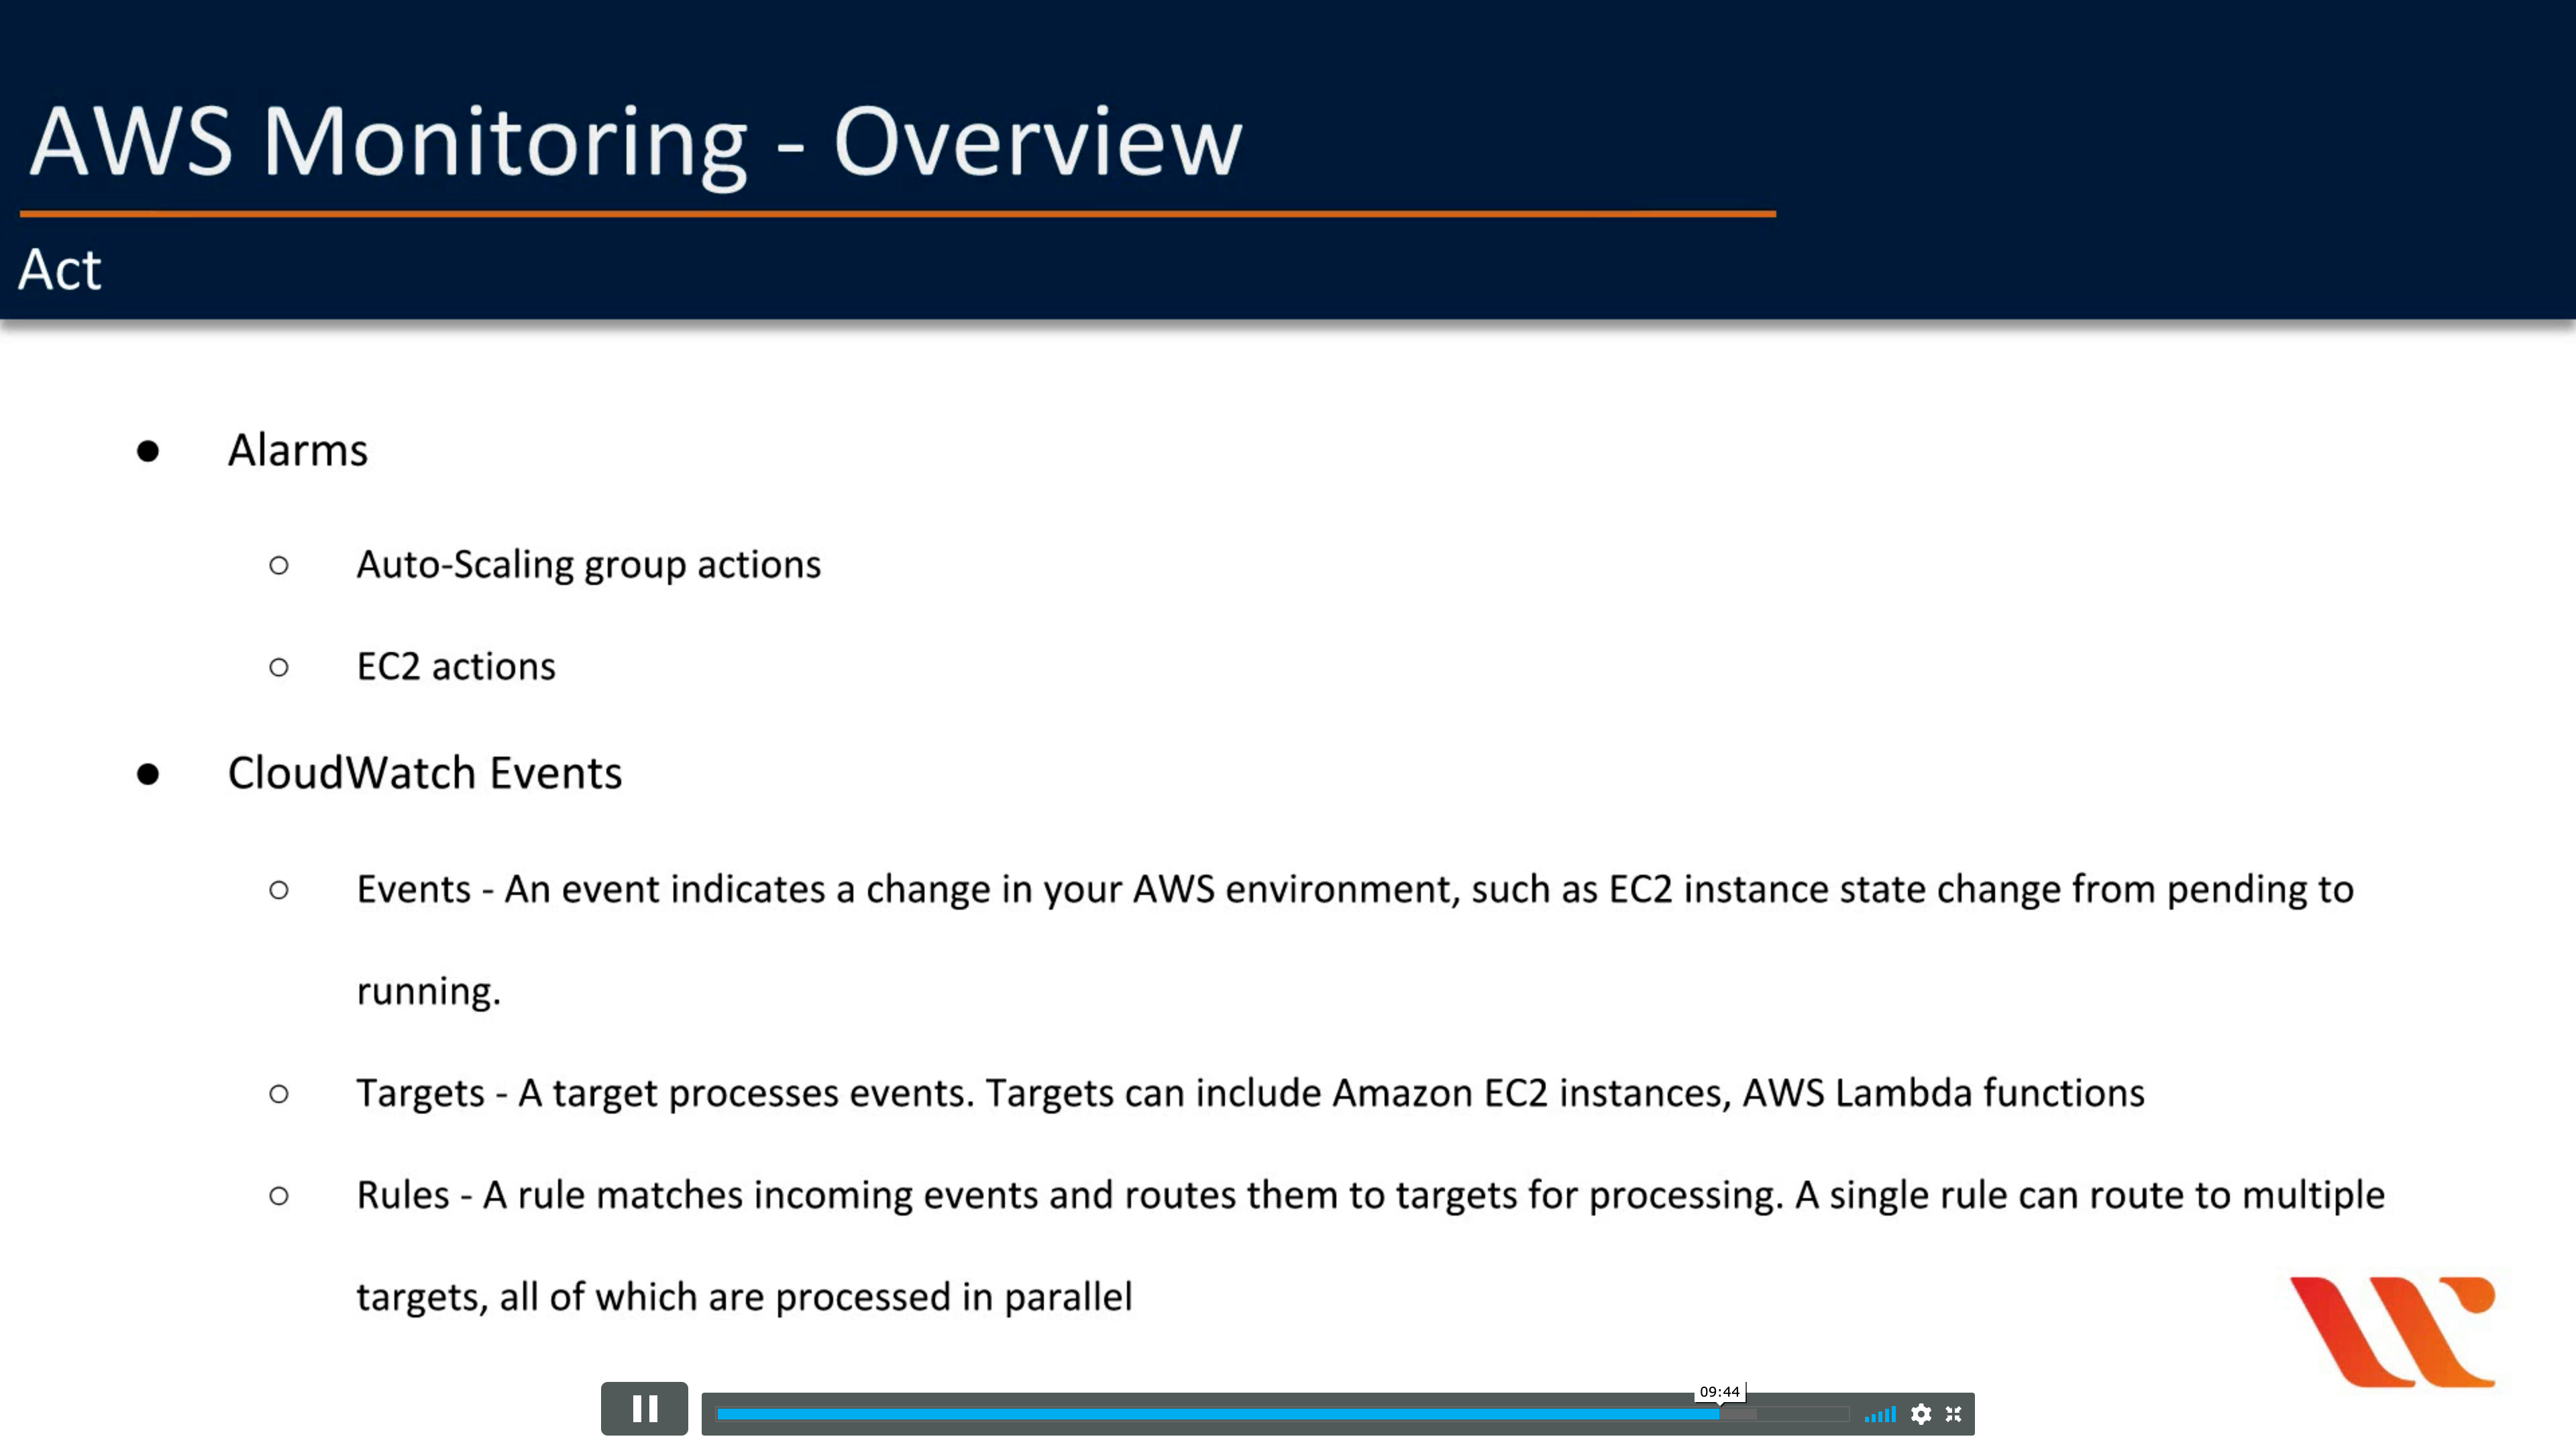 AWS Monitoring - Overview
Act
● Alarms
○ Auto-Scaling group actions
○ EC2 actions
● CloudWatch Events
○ Events - An event indicates a change in your AWS environment, such as EC2 instance state change from pending to
running.
○ Targets - A target processes events. Targets can include Amazon EC2 instances, AWS Lambda functions
○ Rules - A rule matches incoming events and routes them to targets for processing. A single rule can route to multiple
targets, all of which are processed in parallel
09:44